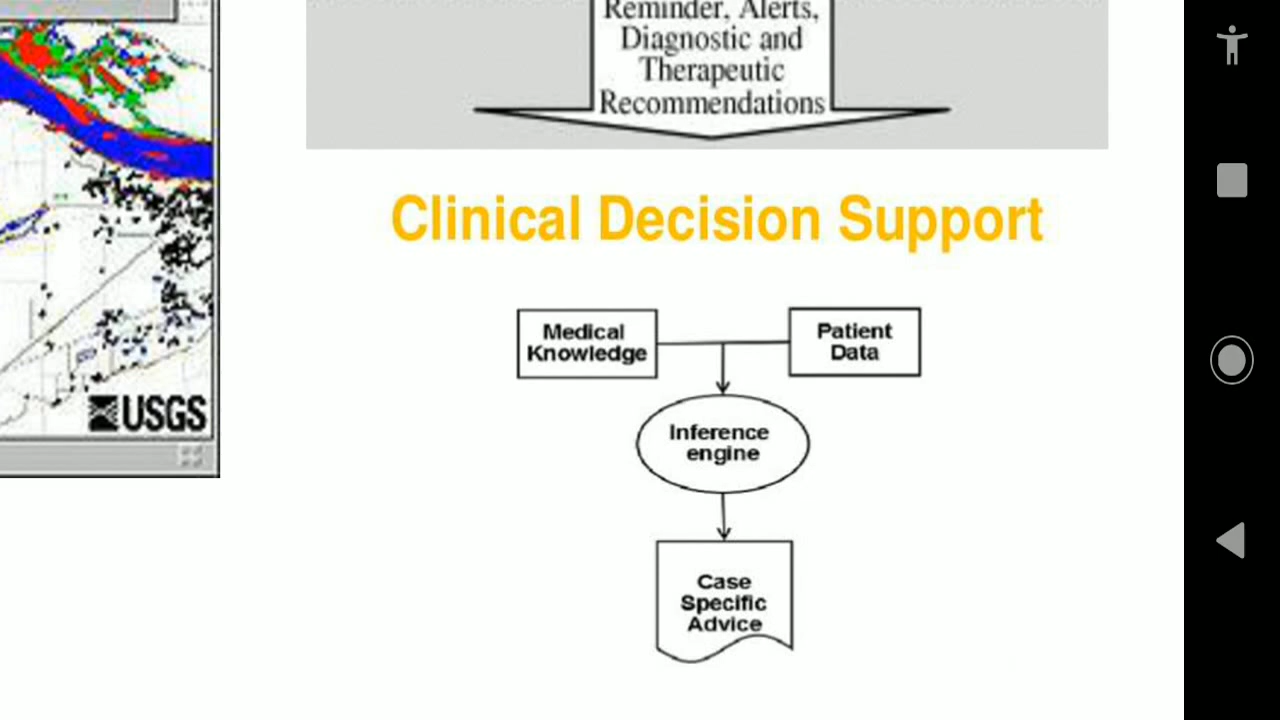 Reminder, Alerts,
Diagnostic and
Therapeutic
Recommendations
Clinical Decision Support
Medical
Knowledge
Patient
Data
Inference
engine
Case
Specific
Advice
USGS